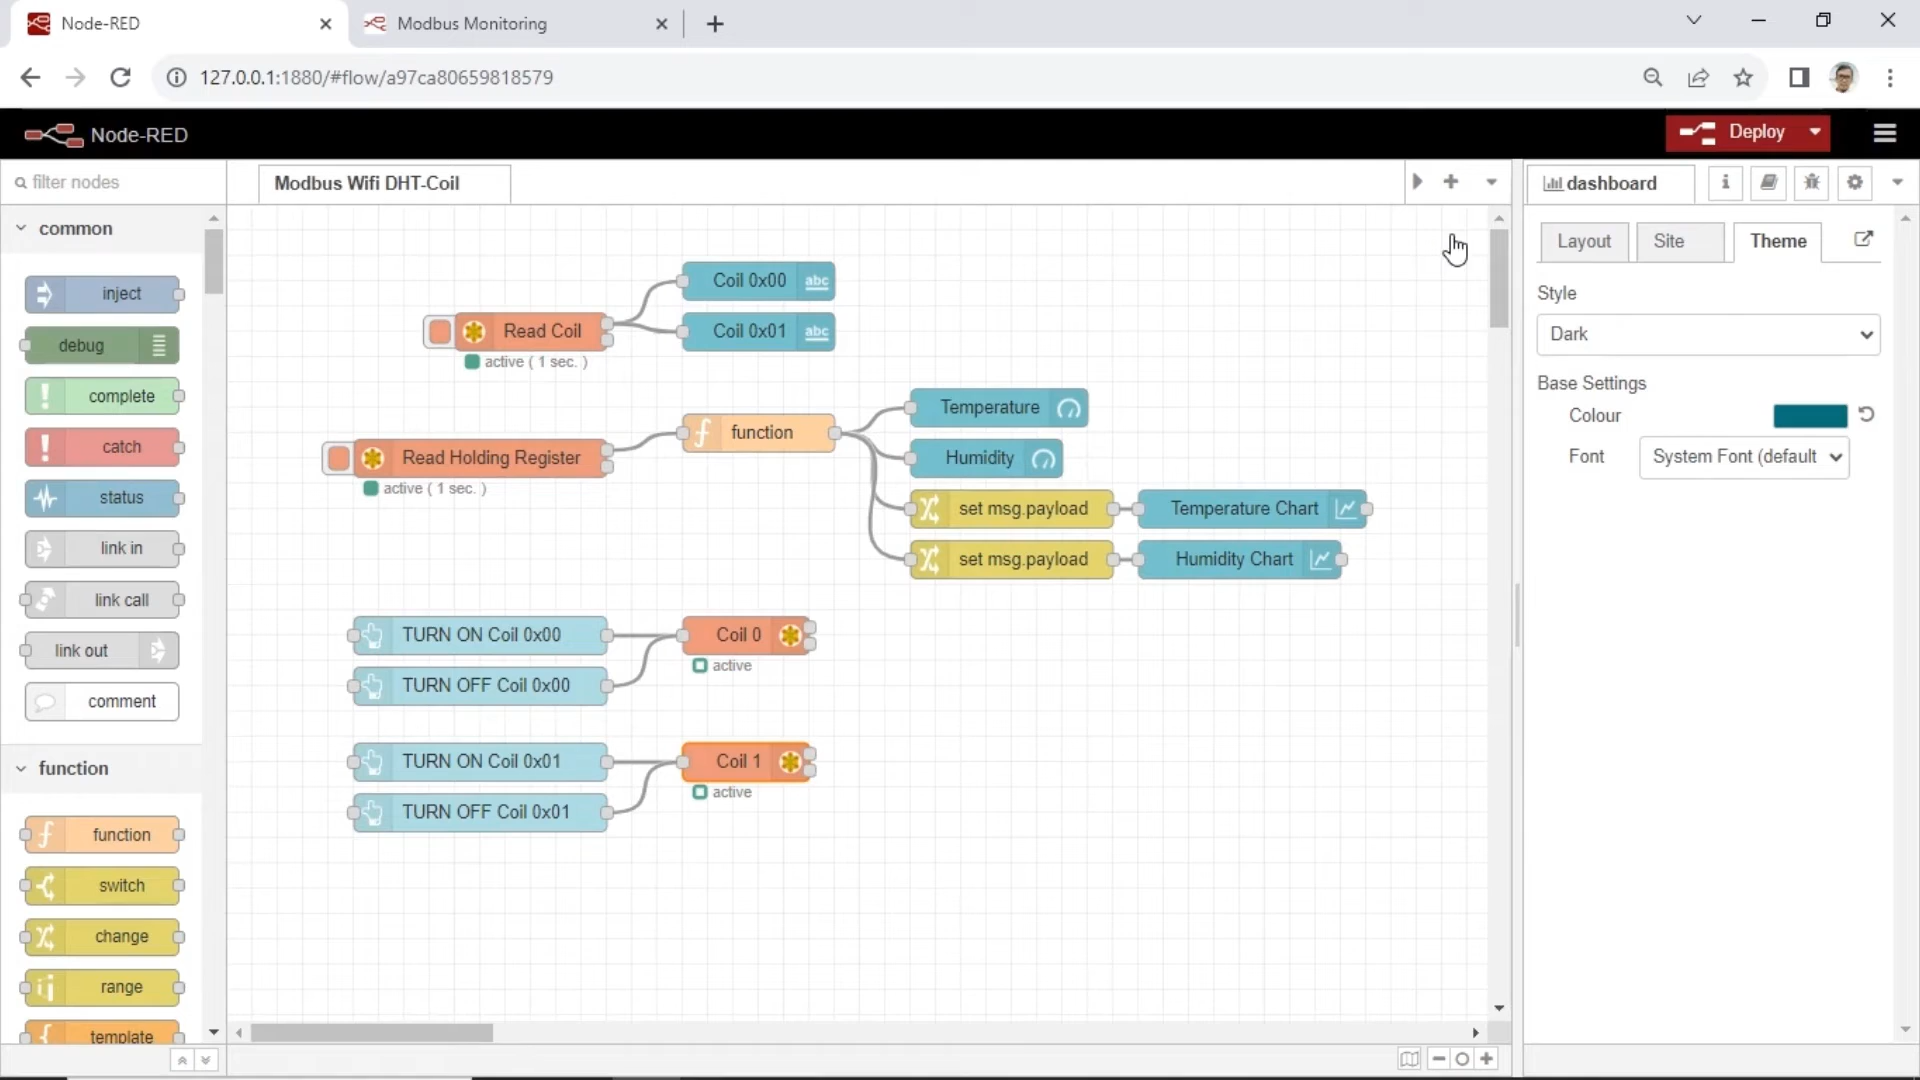 Node-RED
Modbus Monitoring
127.0.0.1:1880/#flow/a97ca80659818579
Node-RED
Deploy
filter nodes
Modbus Wifi DHT-Coil
dashboard
i
common
inject
debug
complete
catch
status
link in
link call
link out
comment
function
function
switch
change
range
template
Coil 0x00
abc
Read Coil
Coil 0x01
abc
active ( 1 sec. )
Temperature
function
Read Holding Register
Humidity
active ( 1 sec. )
set msg.payload
Temperature Chart
set msg.payload
Humidity Chart
TURN ON Coil 0x00
Coil 0
active
TURN OFF Coil 0x00
TURN ON Coil 0x01
Coil 1
active
TURN OFF Coil 0x01
Layout
Site
Theme
Style
Dark
Base Settings
Colour
Font
System Font (default